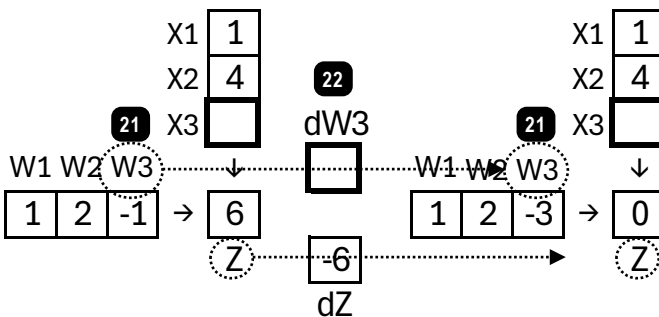 X1 1 X1 1
X2 4 22 X2 4
21 X3 dW3 21 X3
W1 W2 W3 ↓ W1 W2 W3 ↓
1 2 -1 → 6 1 2 -3 → 0
Z -6 Z
dZ